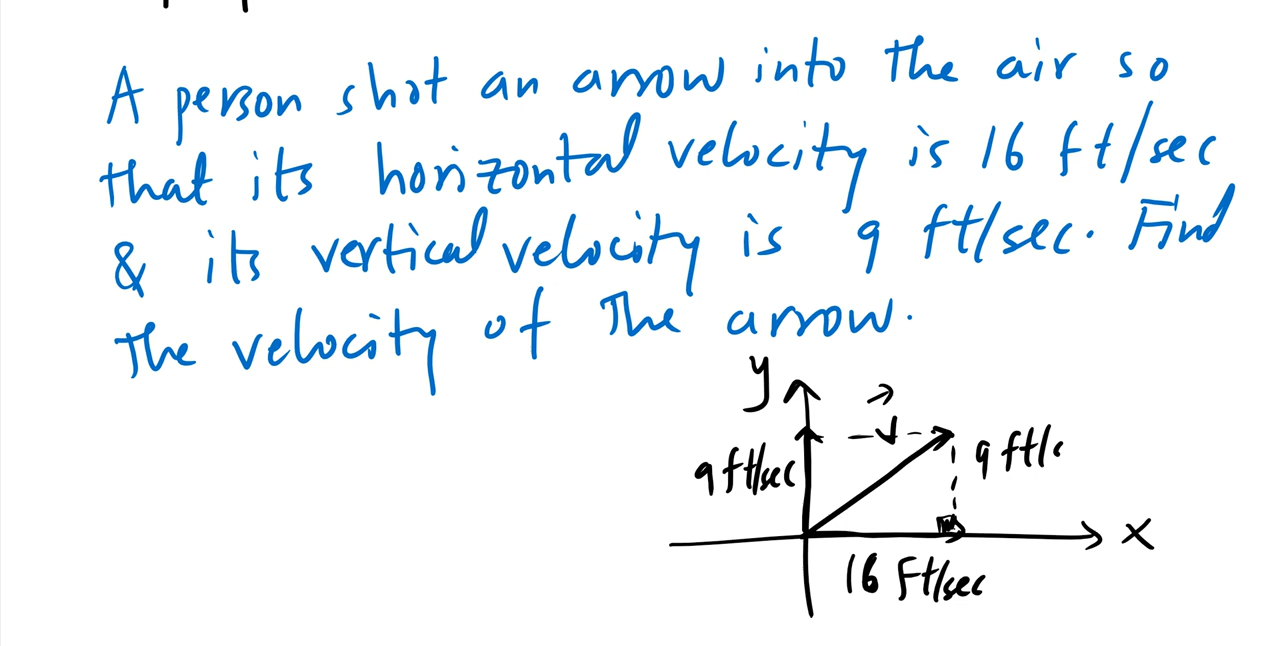 A person shot an arrow into the air so
that its horizontal velocity is 16 ft/sec
& its vertical velocity is 9 ft/sec. Find
the velocity of the arrow.
y
v
9 ft/sec
9 ft/s
x
16 Ft/sec